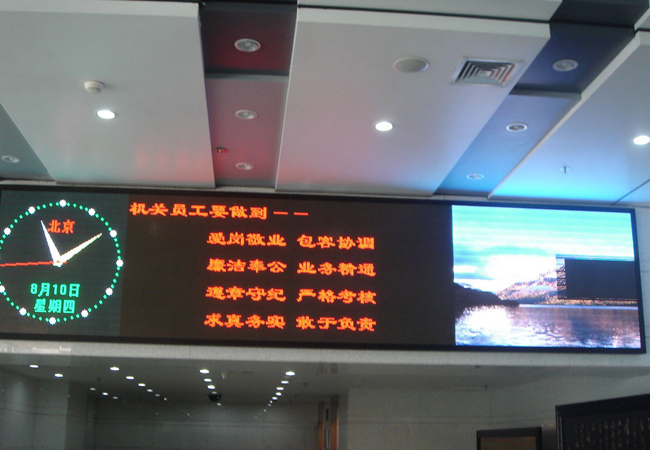 北京
8月10日
星期四
机关员工要做到－－
爱岗敬业 包容协调
廉洁奉公 业务精通
遵章守纪 严格考核
求真务实 敢于负责